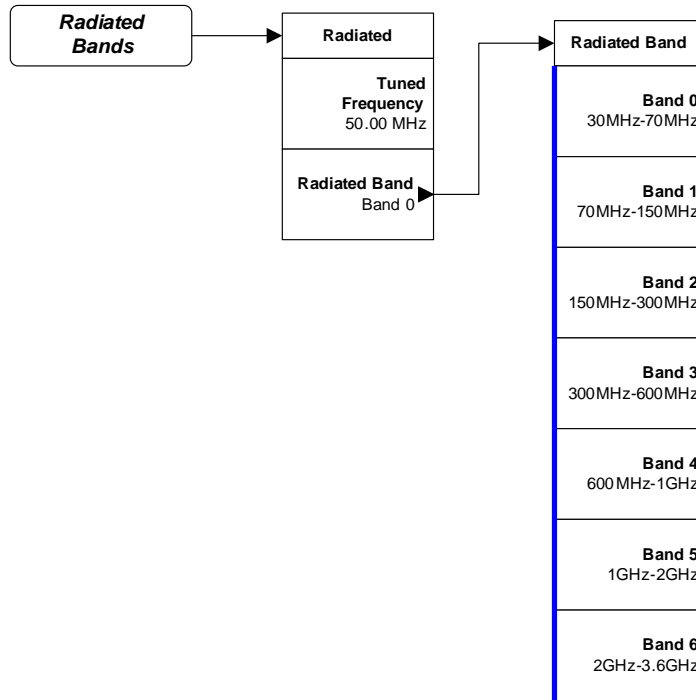 Radiated
Bands
Radiated
Tuned
Frequency
50.00 MHz
Radiated Band
Band 0
Radiated Band
Band 0
30MHz-70MHz
Band 1
70MHz-150MHz
Band 2
150MHz-300MHz
Band 3
300MHz-600MHz
Band 4
600MHz-1GHz
Band 5
1GHz-2GHz
Band 6
2GHz-3.6GHz